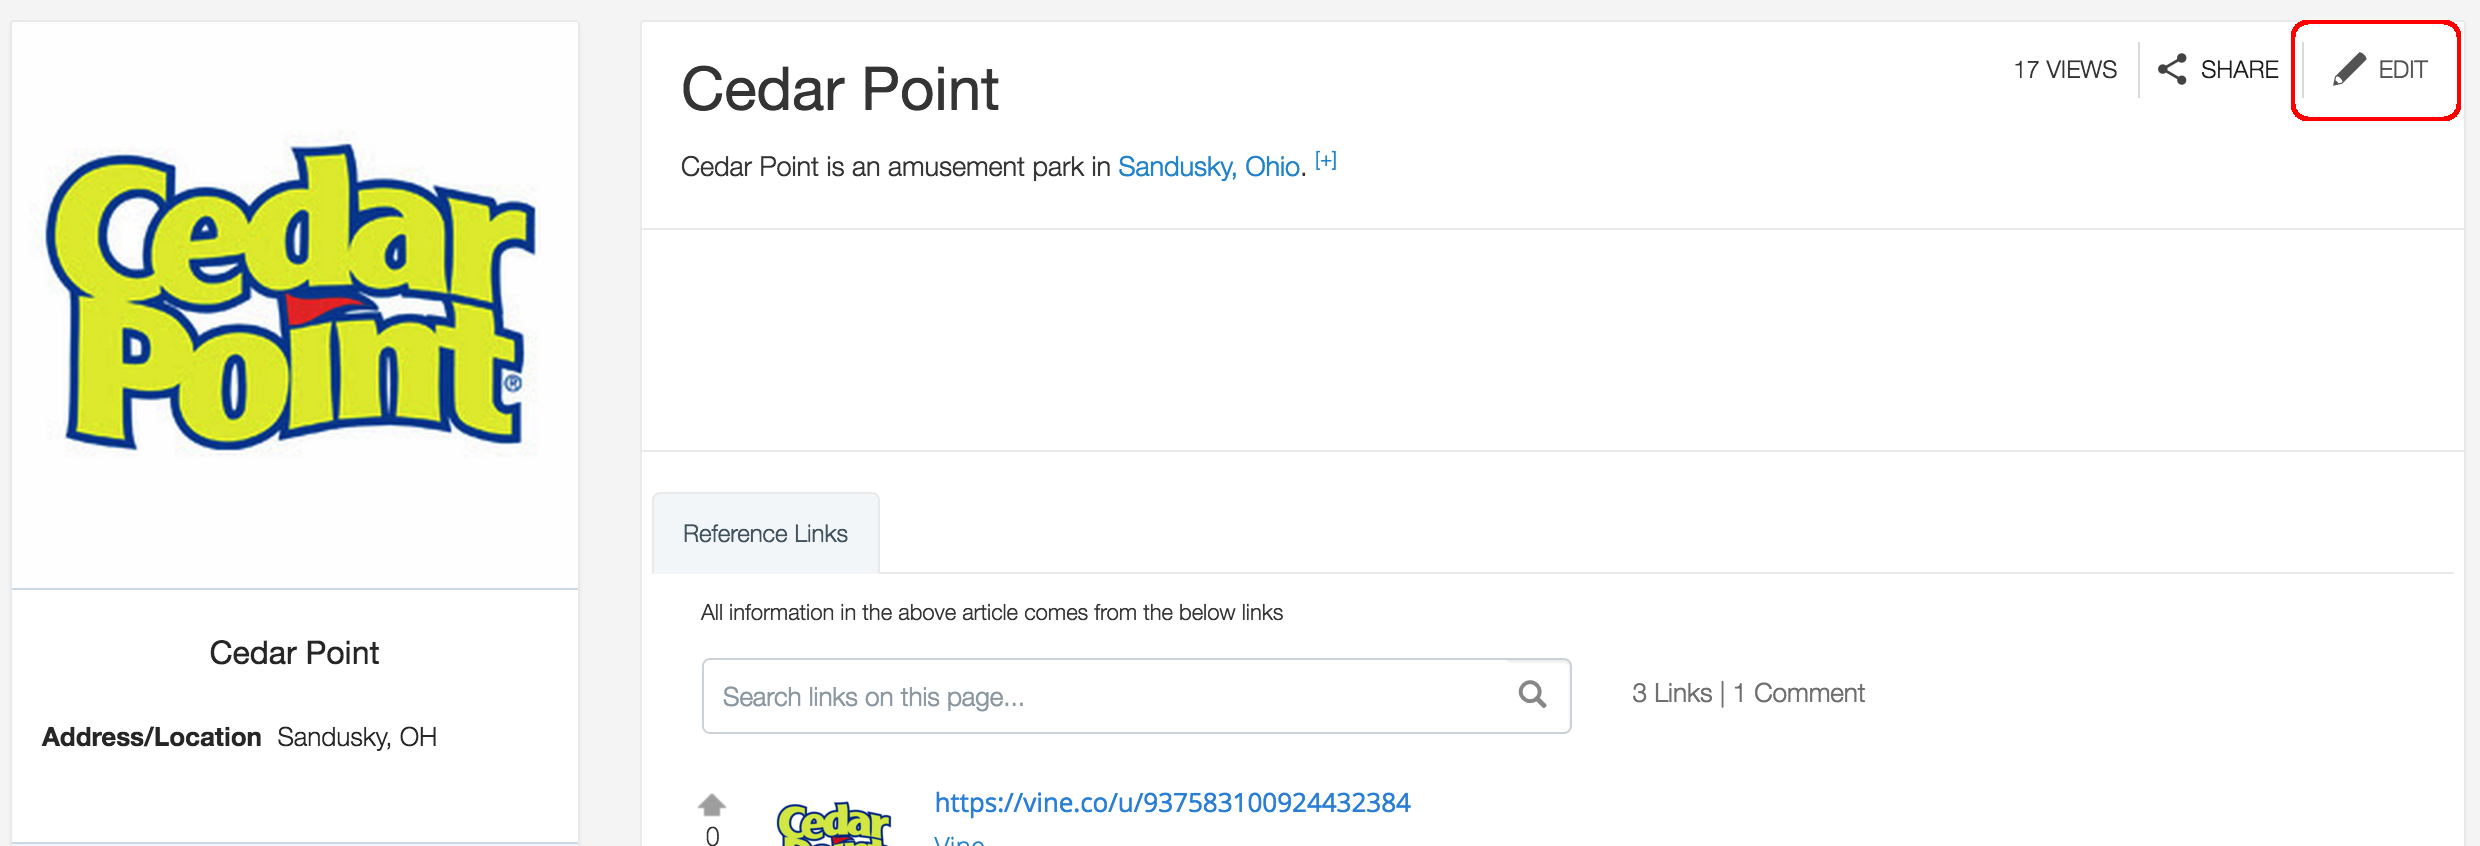 Cedar
Point®
Cedar Point
Address/Location Sandusky, OH
Cedar Point
17 VIEWS
SHARE
EDIT
Cedar Point is an amusement park in Sandusky, Ohio. [+]
Reference Links
All information in the above article comes from the below links
Search links on this page...
3 Links | 1 Comment
0
Cedar
Point
https://vine.co/u/937583100924432384
Vine